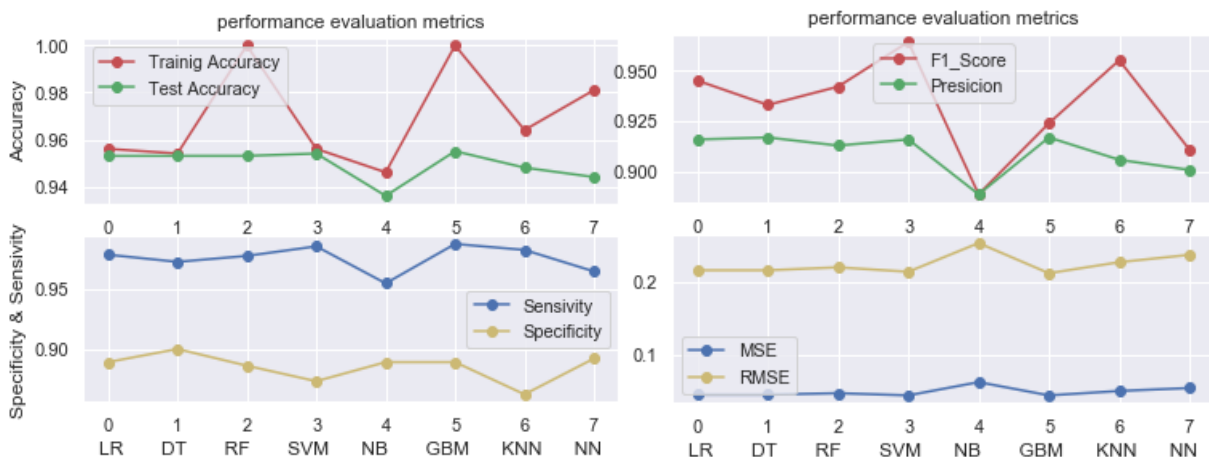 performance evaluation metrics
Accuracy
1.00
0.98
0.96
0.94
Trainig Accuracy
Test Accuracy
0 1 2 3 4 5 6 7
Specificity & Sensivity
0.95
0.90
Sensivity
Specificity
0 1 2 3 4 5 6 7
LR DT RF SVM NB GBM KNN NN
performance evaluation metrics
0.950
0.925
0.900
F1_Score
Presicion
0 1 2 3 4 5 6 7
0.2
0.1
MSE
RMSE
0 1 2 3 4 5 6 7
LR DT RF SVM NB GBM KNN NN